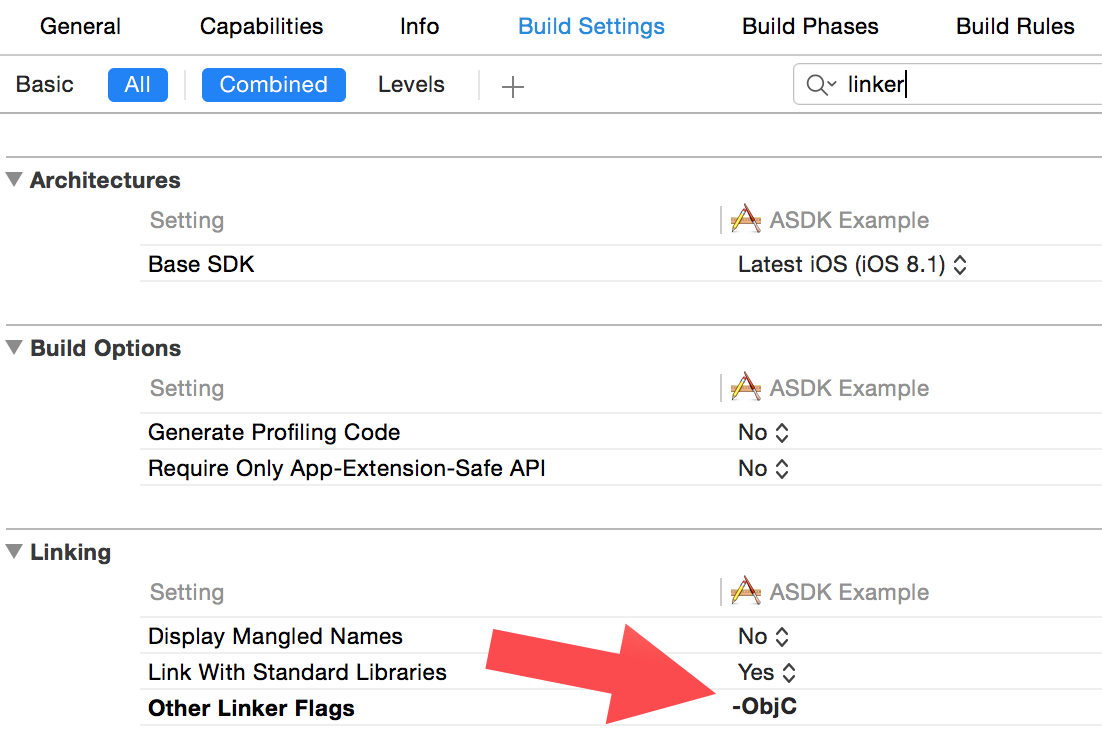 General Capabilities Info Build Settings Build Phases Build Rules
Basic All Combined Levels linker
Architectures
Setting ASDK Example
Base SDK Latest iOS (iOS 8.1)
Build Options
Setting ASDK Example
Generate Profiling Code No
Require Only App-Extension-Safe API No
Linking
Setting ASDK Example
Display Mangled Names No
Link With Standard Libraries Yes
Other Linker Flags -ObjC